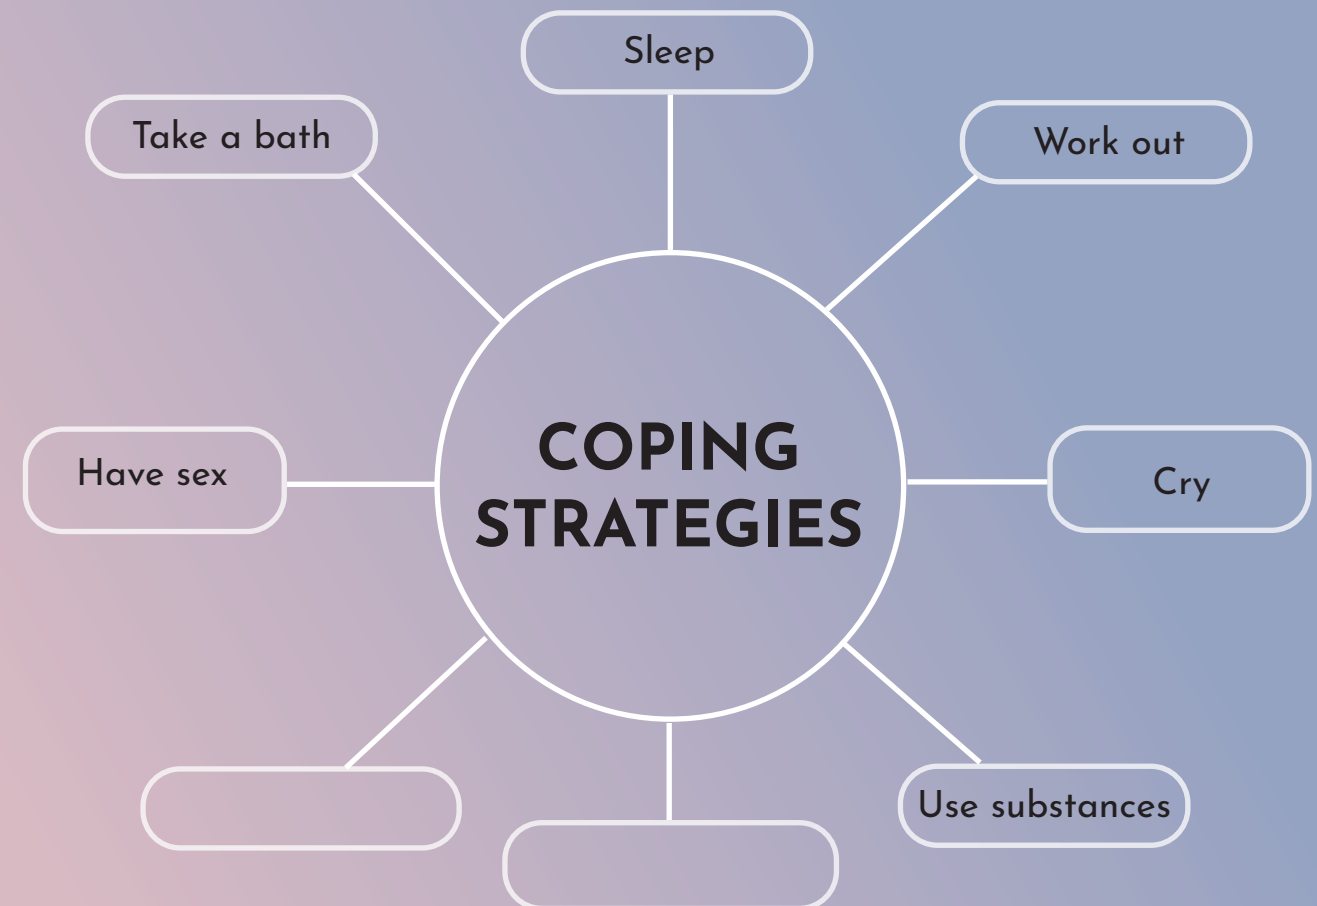 Sleep
Take a bath
Work out
COPING
STRATEGIES
Have sex
Cry
Use substances